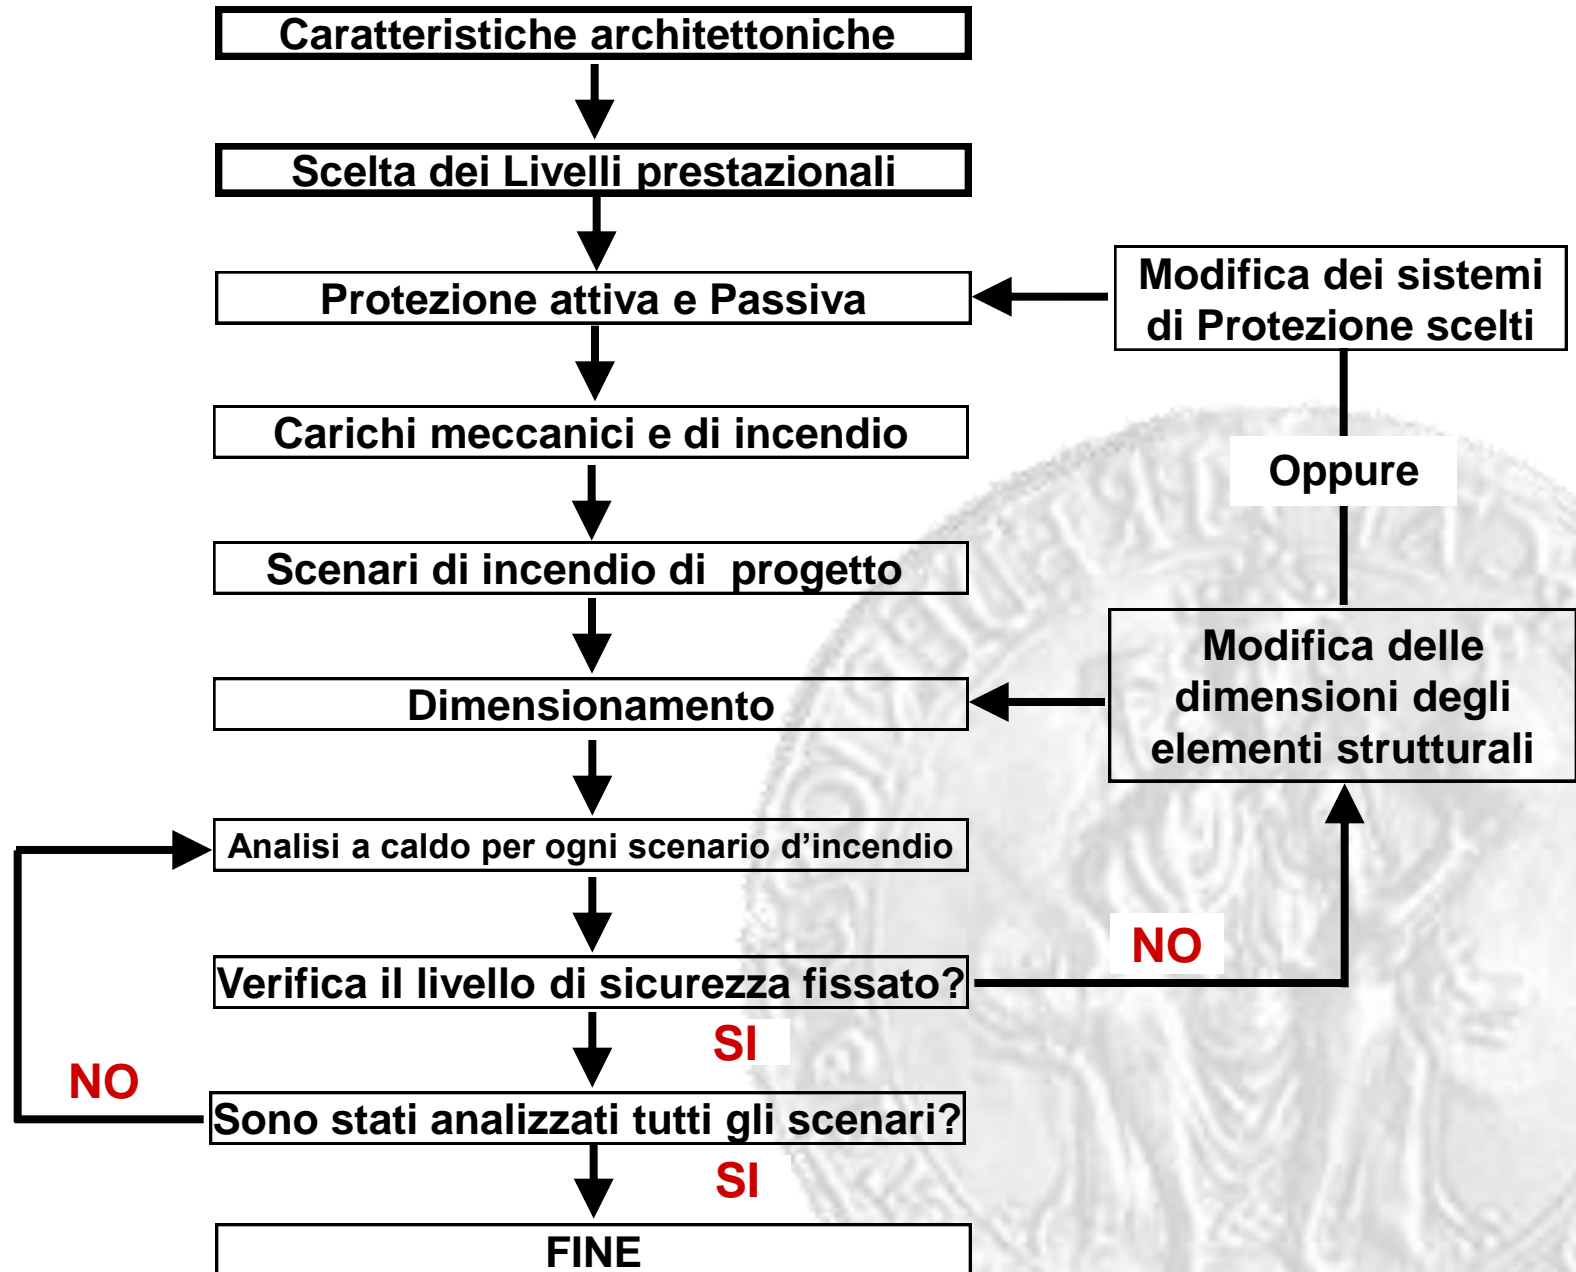 Caratteristiche architettoniche
Scelta dei Livelli prestazionali
Protezione attiva e Passiva
Modifica dei sistemi
di Protezione scelti
Carichi meccanici e di incendio
Oppure
Scenari di incendio di progetto
Dimensionamento
Modifica delle
dimensioni degli
elementi strutturali
Analisi a caldo per ogni scenario d’incendio
Verifica il livello di sicurezza fissato?
NO
SI
NO
Sono stati analizzati tutti gli scenari?
SI
FINE